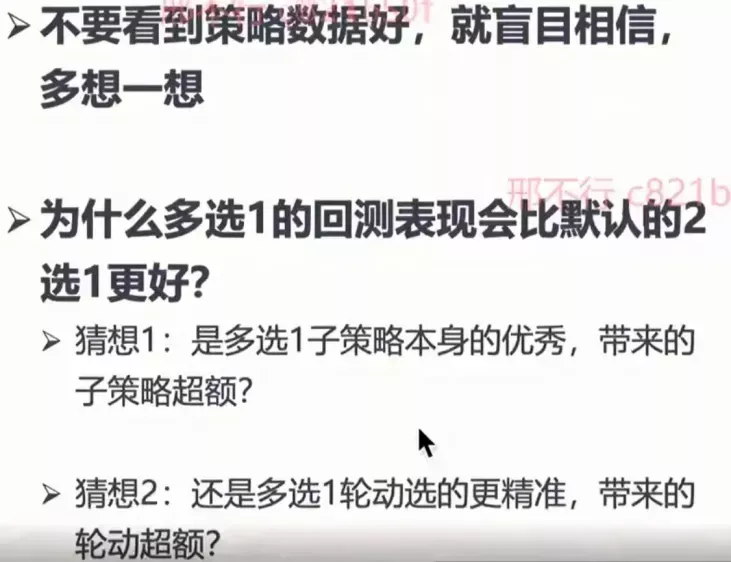 ➢ 不要看到策略数据好，就盲目相信，
多想一想
邢不行 c821b
➢ 为什么多选1的回测表现会比默认的2
选1更好？
➢ 猜想1：是多选1子策略本身的优秀，带来的
子策略超额？
➢ 猜想2：还是多选1轮动选的更精准，带来的
轮动超额？